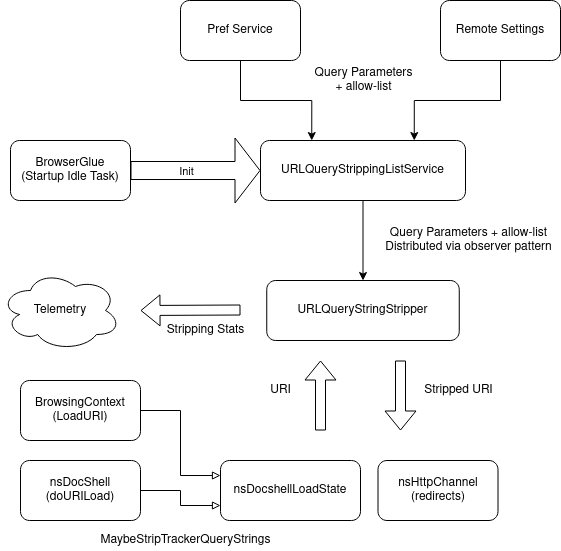 Pref Service
Remote Settings
Query Parameters
+ allow-list
BrowserGlue
(Startup Idle Task)
Init
URLQueryStrippingListService
Query Parameters + allow-list
Distributed via observer pattern
Telemetry
Stripping Stats
URLQueryStringStripper
URI
Stripped URI
BrowsingContext
(LoadURI)
nsDocShell
(doURILoad)
nsDocshellLoadState
nsHttpChannel
(redirects)
MaybeStripTrackerQueryStrings